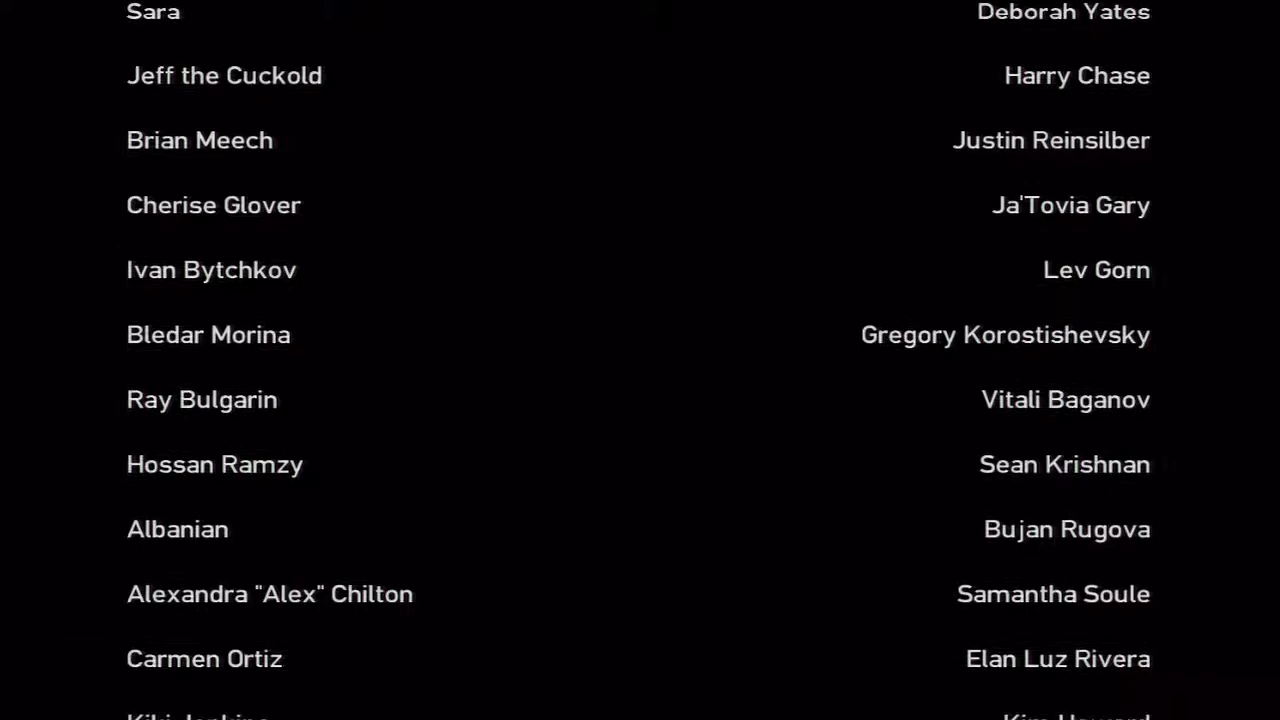 Sara Deborah Yates
Jeff the Cuckold Harry Chase
Brian Meech Justin Reinsilber
Cherise Glover Ja'Tovia Gary
Ivan Bytchkov Lev Gorn
Bledar Morina Gregory Korostishevsky
Ray Bulgarin Vitali Baganov
Hossan Ramzy Sean Krishnan
Albanian Bujan Rugova
Alexandra "Alex" Chilton Samantha Soule
Carmen Ortiz Elan Luz Rivera